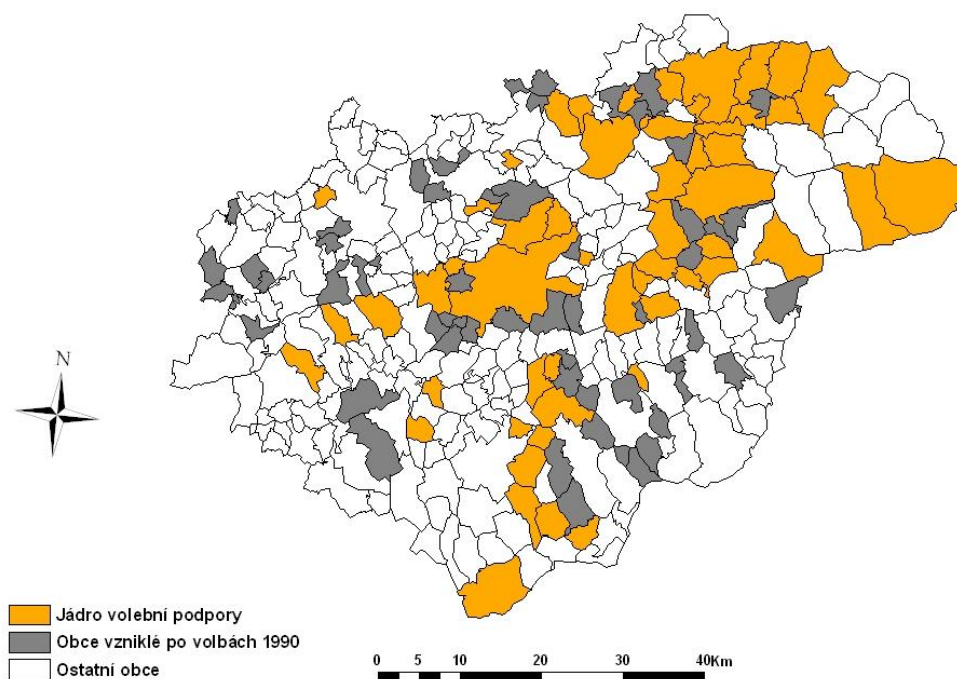 N
Jádro volební podpory
Obce vzniklé po volbách 1990
Ostatní obce
0 5 10 20 30 40Km